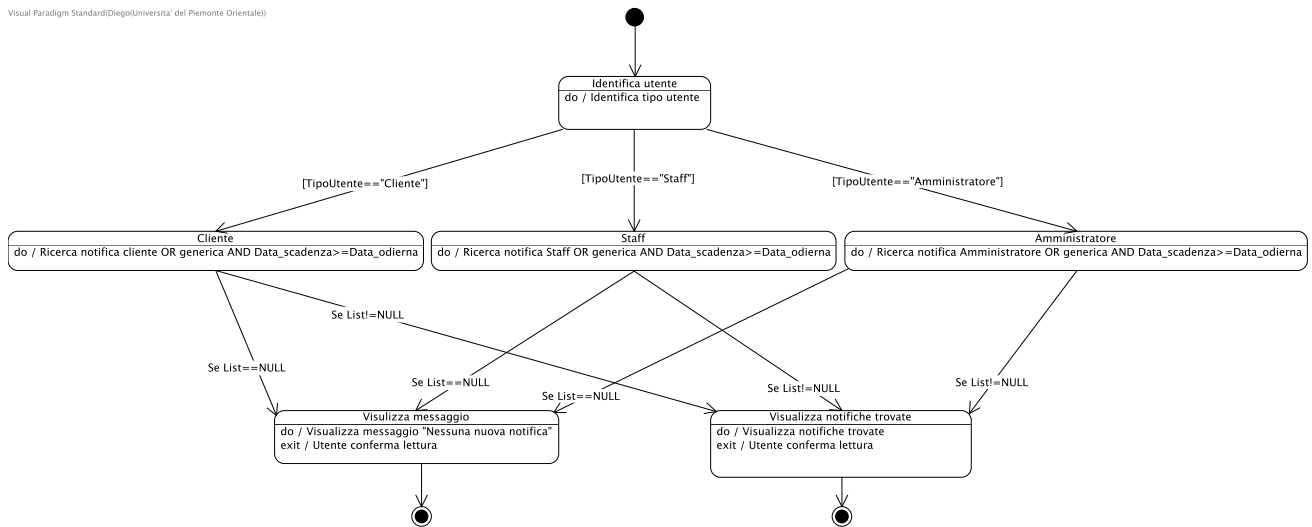 Visual Paradigm Standard(Diego(Universita' del Piemonte Orientale))
Identifica utente
do / Identifica tipo utente
[TipoUtente=="Cliente"]
[TipoUtente=="Staff"]
[TipoUtente=="Amministratore"]
Cliente
do / Ricerca notifica cliente OR generica AND Data_scadenza>=Data_odierna
Staff
do / Ricerca notifica Staff OR generica AND Data_scadenza>=Data_odierna
Amministratore
do / Ricerca notifica Amministratore OR generica AND Data_scadenza>=Data_odierna
Se List!=NULL
Se List==NULL
Se List==NULL
Se List==NULL
Se List!=NULL
Se List!=NULL
Visulizza messaggio
do / Visualizza messaggio "Nessuna nuova notifica"
exit / Utente conferma lettura
Visualizza notifiche trovate
do / Visualizza notifiche trovate
exit / Utente conferma lettura